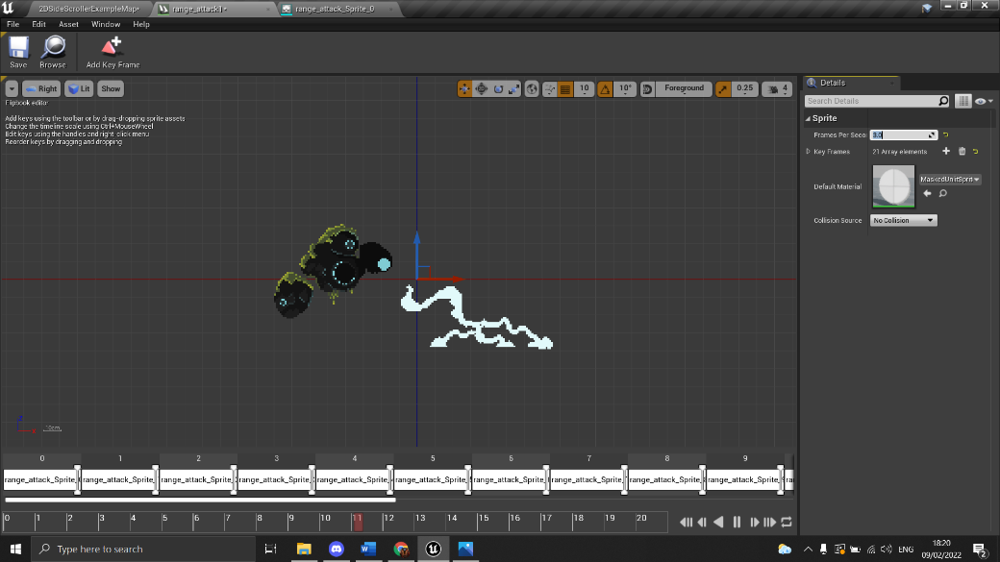 2DSideScrollerExampleMap•
range_attack1•
range_attack_Sprite_0
File Edit Asset Window Help
Save
Browse
Add Key Frame
Right
Lit
Show
10
10°
Foreground
0.25
4
Flipbook editor
Add keys using the toolbar or by drag-dropping sprite assets
Change the timeline scale using Ctrl+MouseWheel
Edit keys using the handles and right-click menu
Reorder keys by dragging and dropping
Details
Search Details
Sprite
Frames Per Seco
Key Frames 21 Array elements
Default Material
MaskedUnitSprit
Collision Source No Collision
Z
X
10cm
0 1 2 3 4 5 6 7 8 9
range_attack_Sprite_ range_attack_Sprite_ range_attack_Sprite_ range_attack_Sprite_ range_attack_Sprite_ range_attack_Sprite_ range_attack_Sprite_ range_attack_Sprite_ range_attack_Sprite_ range_attack_Sprite_ ra
0 1 2 3 4 5 6 7 8 9 10 11 12 13 14 15 16 17 18 19 20
Type here to search
ENG
18:20
09/02/2022
2